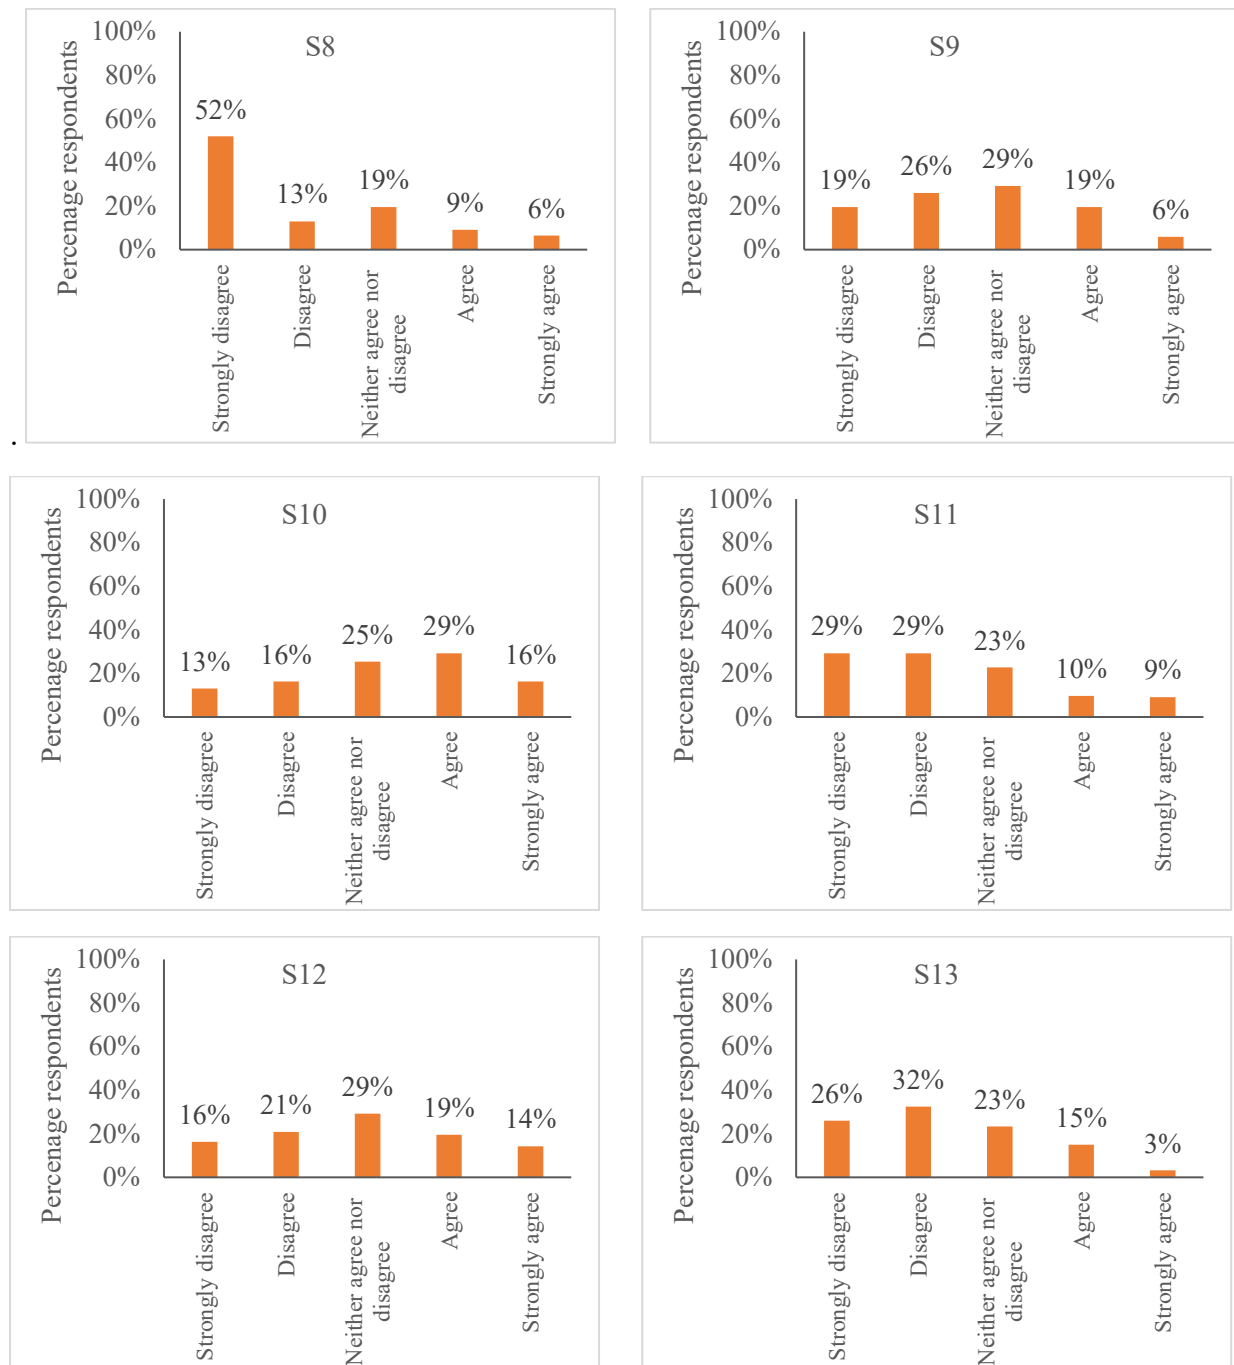 S8
Percenage respondents
100%
80%
60%
40%
20%
0%
52%
13%
19%
9%
6%
Strongly disagree
Disagree
Neither agree nor
disagree
Agree
Strongly agree
.
S9
Percenage respondents
100%
80%
60%
40%
20%
0%
19%
26%
29%
19%
6%
Strongly disagree
Disagree
Neither agree nor
disagree
Agree
Strongly agree
S10
Percenage respondents
100%
80%
60%
40%
20%
0%
13%
16%
25%
29%
16%
Strongly disagree
Disagree
Neither agree nor
disagree
Agree
Strongly agree
S11
Percenage respondents
100%
80%
60%
40%
20%
0%
29%
29%
23%
10%
9%
Strongly disagree
Disagree
Neither agree nor
disagree
Agree
Strongly agree
S12
Percenage respondents
100%
80%
60%
40%
20%
0%
16%
21%
29%
19%
14%
Strongly disagree
Disagree
Neither agree nor
disagree
Agree
Strongly agree
S13
Percenage respondents
100%
80%
60%
40%
20%
0%
26%
32%
23%
15%
3%
Strongly disagree
Disagree
Neither agree nor
disagree
Agree
Strongly agree